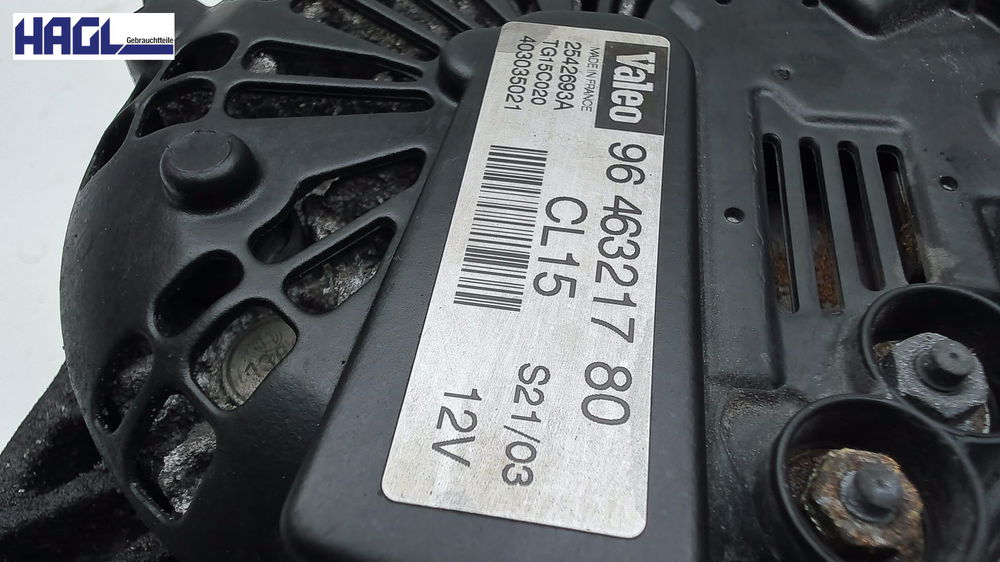 HAGL
Gebrauchtteile
Valeo
MADE IN FRANCE
2542693A
TG15C020
403035021
96 463217 80
CL15
S21/03
12V